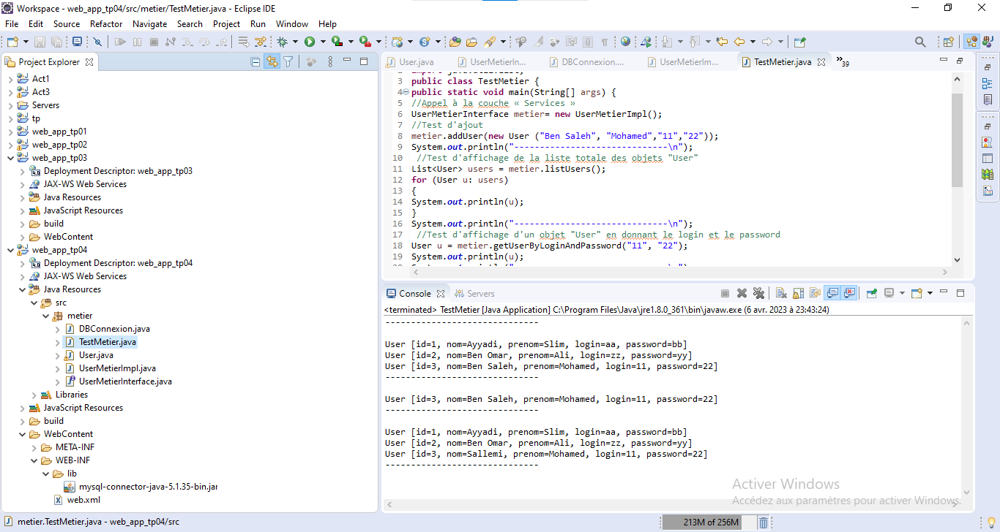 Workspace - web_app_tp04/src/metier/TestMetier.java - Eclipse IDE
File Edit Source Refactor Navigate Search Project Run Window Help
Project Explorer
Act1
Act3
Servers
tp
web_app_tp01
web_app_tp02
web_app_tp03
Deployment Descriptor: web_app_tp03
JAX-WS Web Services
Java Resources
JavaScript Resources
build
WebContent
web_app_tp04
Deployment Descriptor: web_app_tp04
JAX-WS Web Services
Java Resources
src
metier
DBConnexion.java
TestMetier.java
User.java
UserMetierImpl.java
UserMetierInterface.java
Libraries
JavaScript Resources
build
WebContent
META-INF
WEB-INF
lib
mysql-connector-java-5.1.35-bin.jar
web.xml
User.java UserMetierIn... DBConnexion.... UserMetierIm... TestMetier.java 39
3 public class TestMetier {
4 public static void main(String[] args) {
5 //Appel à la couche « Services »
6 UserMetierInterface metier= new UserMetierImpl();
7 //Test d'ajout
8 metier.addUser(new User ("Ben Saleh", "Mohamed","11","22"));
9 System.out.println("------------------------------\n");
10 //Test d'affichage de la liste totale des objets "User"
11 List<User> users = metier.listUsers();
12 for (User u: users)
13 {
14 System.out.println(u);
15 }
16 System.out.println("------------------------------\n");
17 //Test d'affichage d'un objet "User" en donnant le login et le password
18 User u = metier.getUserByLoginAndPassword("11", "22");
19 System.out.println(u);
Console Servers
<terminated> TestMetier [Java Application] C:\Program Files\Java\jre1.8.0_361\bin\javaw.exe (6 avr. 2023 à 23:43:24)
------------------------------
User [id=1, nom=Ayyadi, prenom=Slim, login=aa, password=bb]
User [id=2, nom=Ben Omar, prenom=Ali, login=zz, password=yy]
User [id=3, nom=Ben Saleh, prenom=Mohamed, login=11, password=22]
------------------------------
User [id=3, nom=Ben Saleh, prenom=Mohamed, login=11, password=22]
------------------------------
User [id=1, nom=Ayyadi, prenom=Slim, login=aa, password=bb]
User [id=2, nom=Ben Omar, prenom=Ali, login=zz, password=yy]
User [id=3, nom=Sallemi, prenom=Mohamed, login=11, password=22]
------------------------------
Activer Windows
Accédez aux paramètres pour activer Windows.
metier.TestMetier.java - web_app_tp04/src
213M of 256M